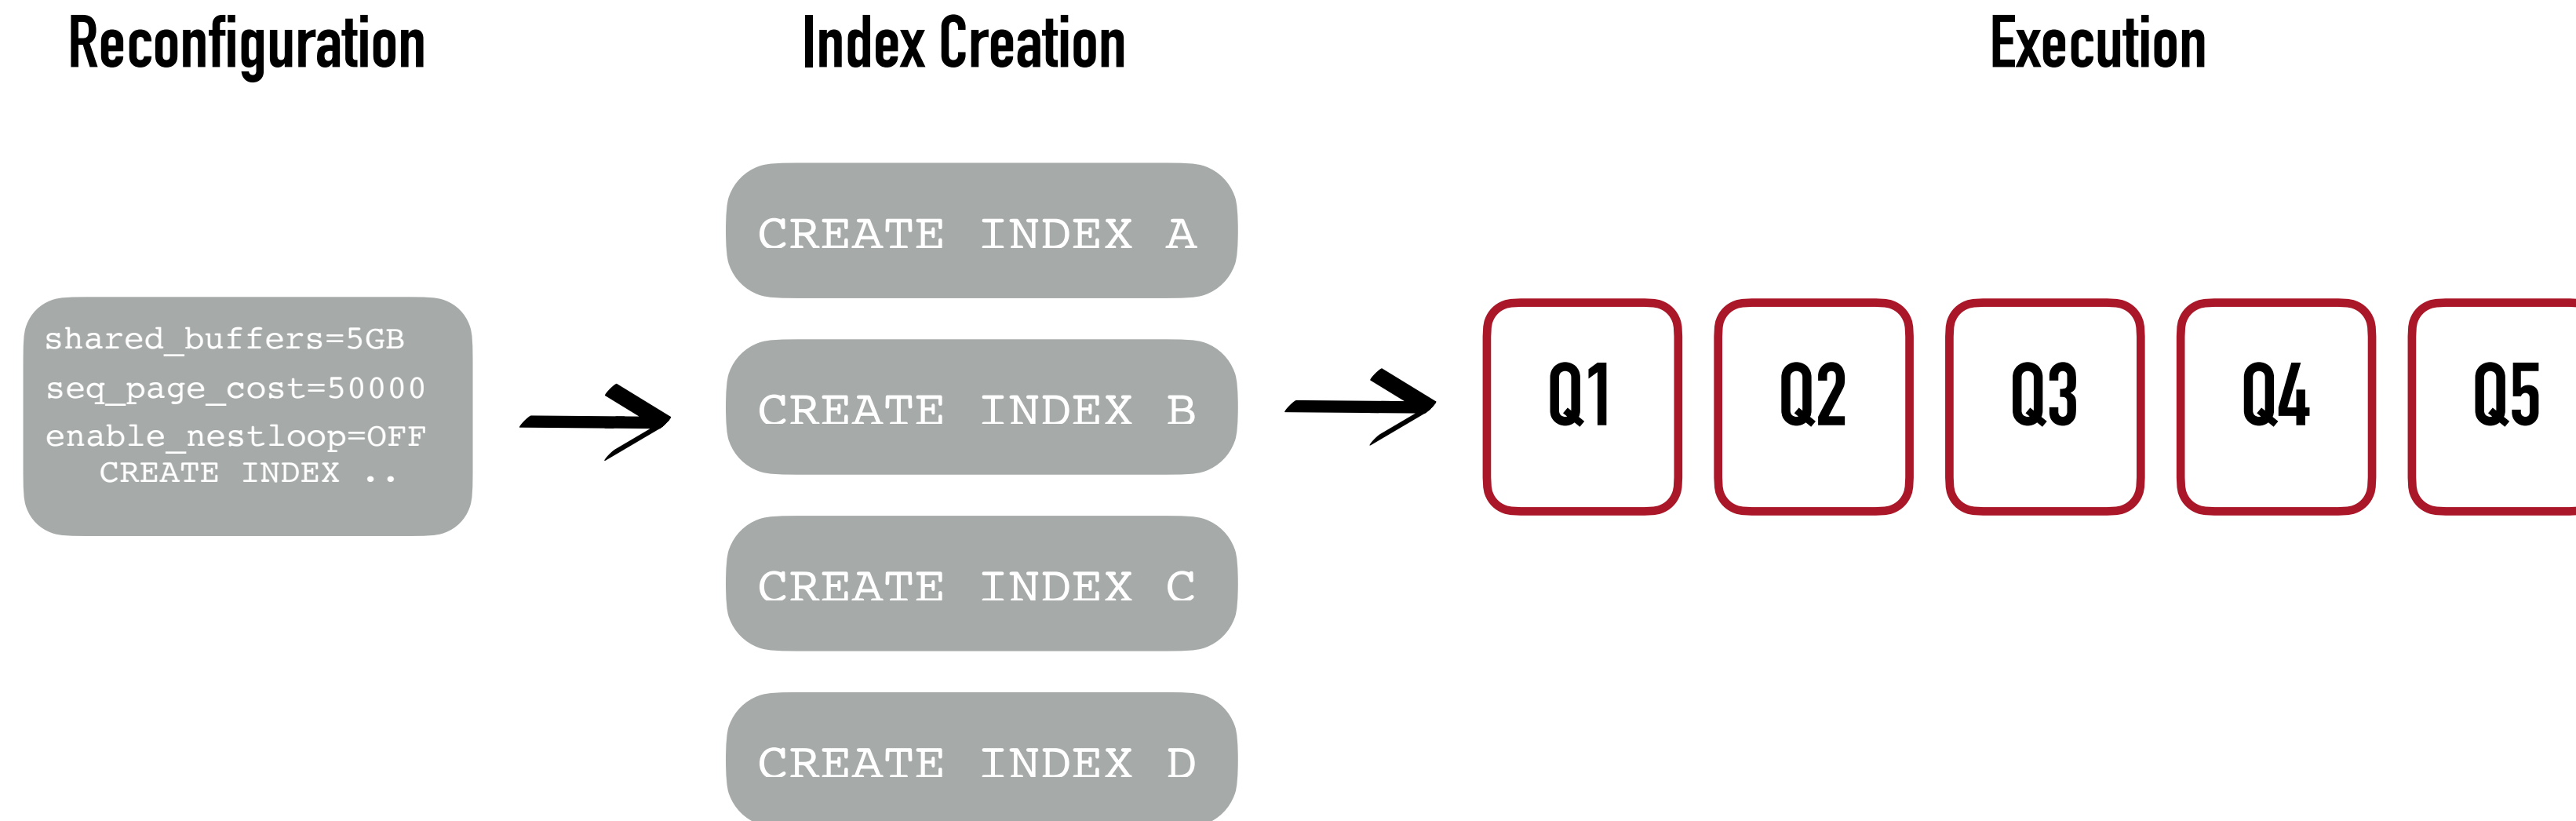 Reconfiguration
Index Creation
Execution
shared_buffers=5GB
seq_page_cost=50000
enable_nestloop=OFF
CREATE INDEX ..
CREATE INDEX A
CREATE INDEX B
CREATE INDEX C
CREATE INDEX D
Q1
Q2
Q3
Q4
Q5